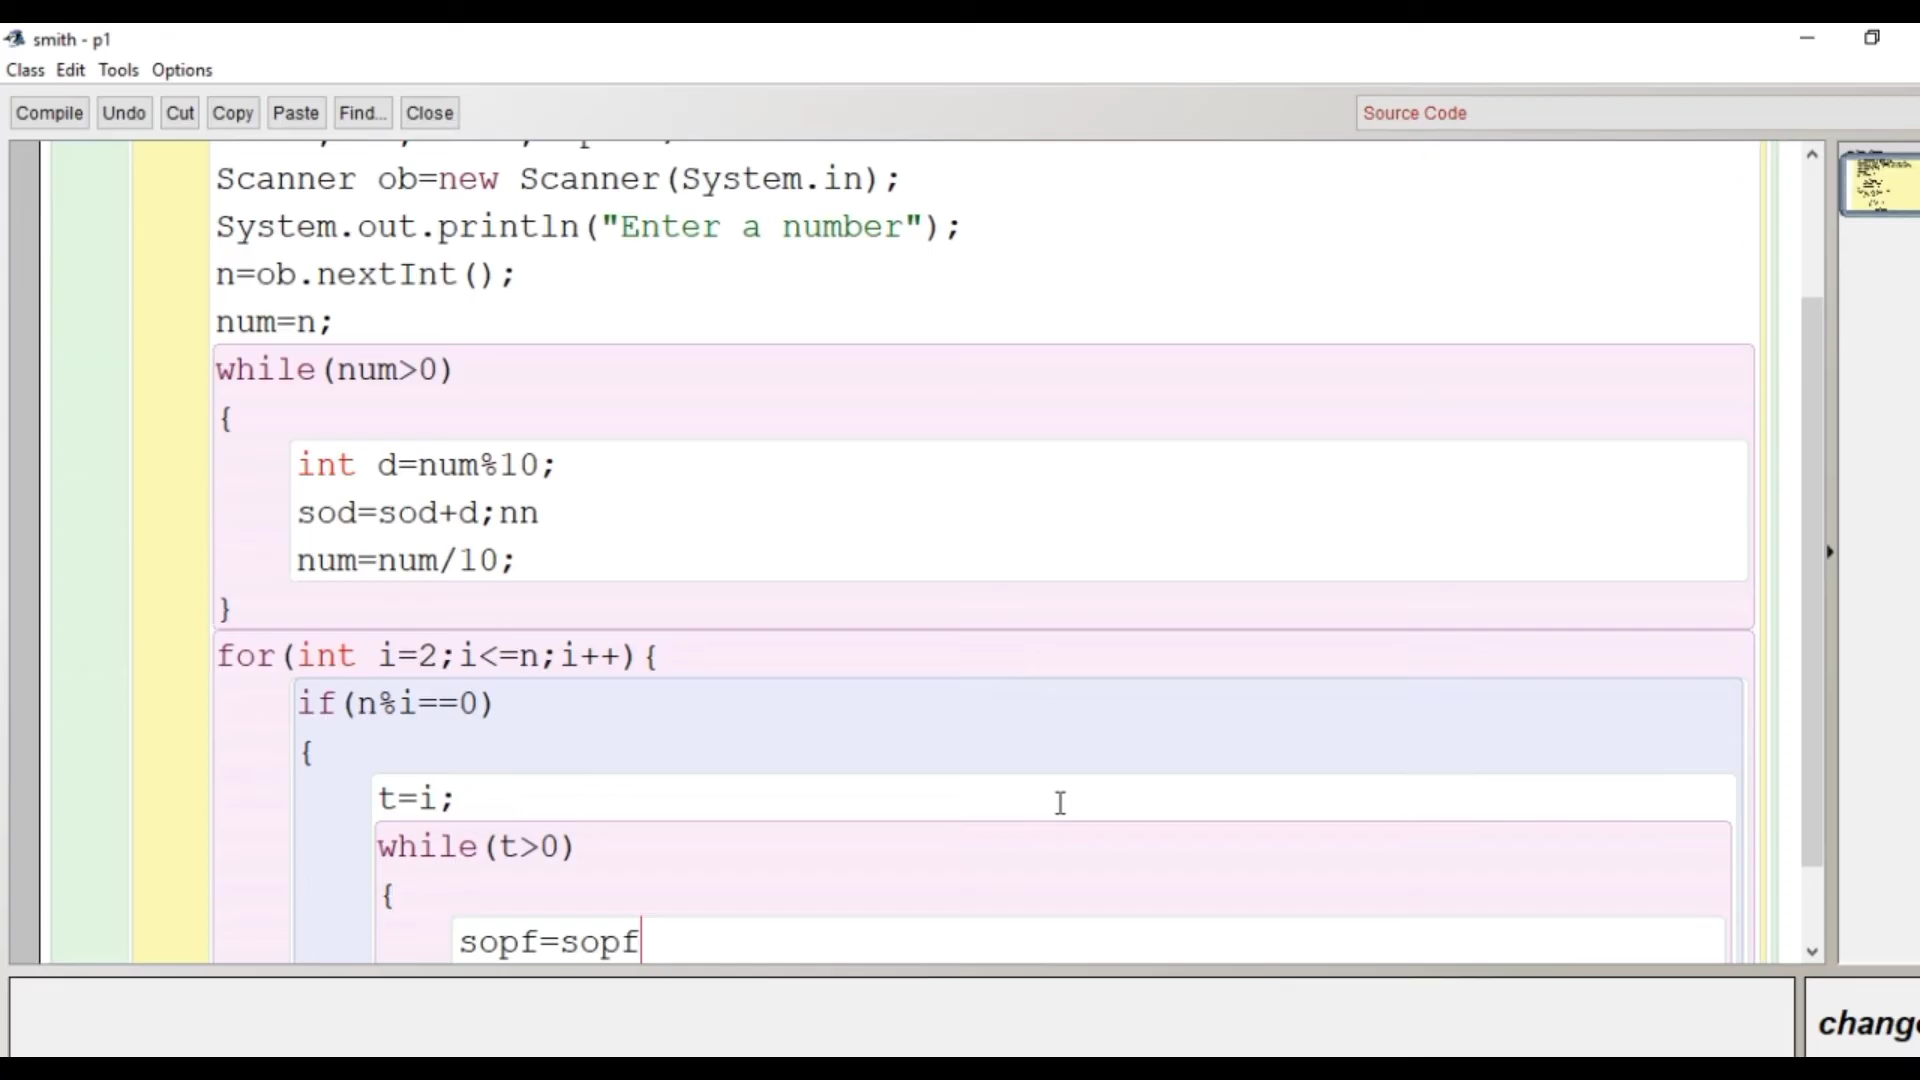 smith - p1
Class Edit Tools Options
Compile Undo Cut Copy Paste Find... Close Source Code
Scanner ob=new Scanner(System.in);
System.out.println("Enter a number");
n=ob.nextInt();
num=n;
while(num>0)
{
int d=num%10;
sod=sod+d;nn
num=num/10;
}
for(int i=2;i<=n;i++){
if(n%i==0)
{
t=i;
while(t>0)
{
sopf=sopf
change